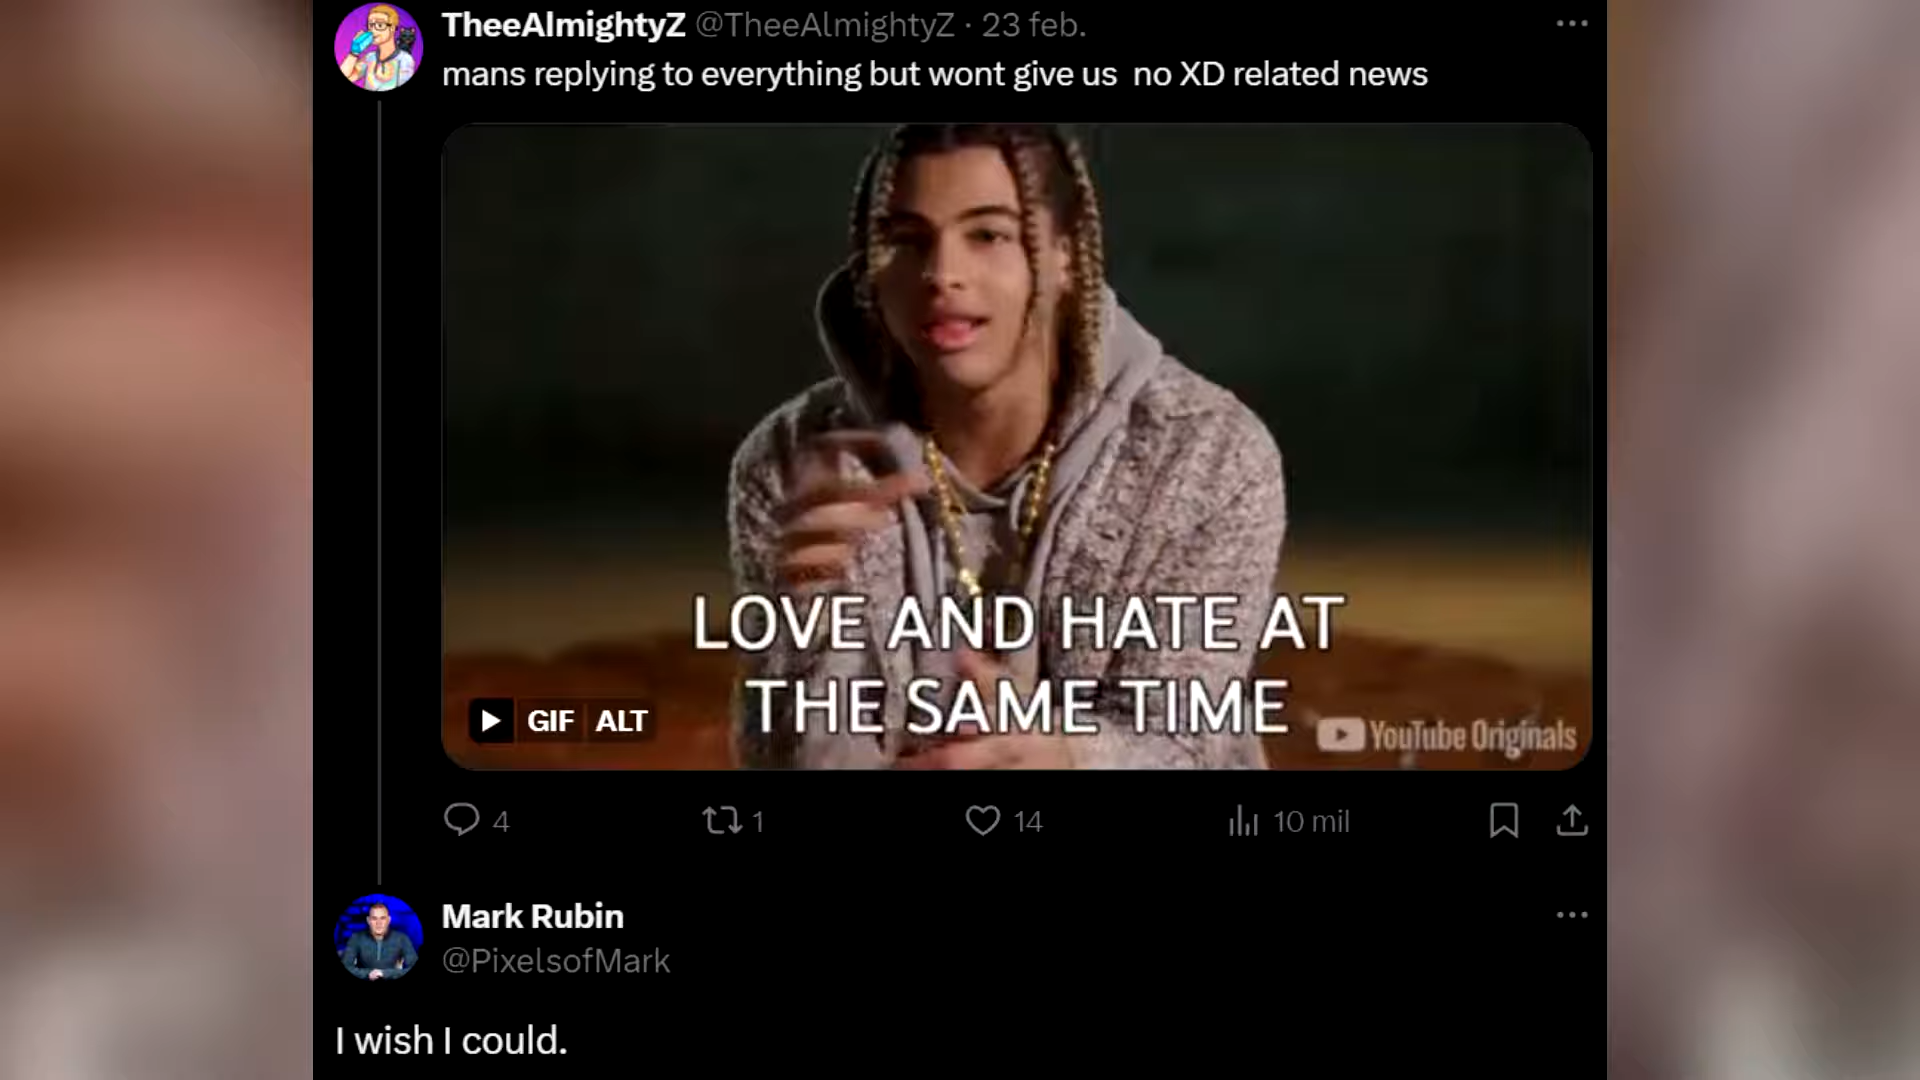 TheeAlmightyZ @TheeAlmightyZ · 23 feb.
mans replying to everything but wont give us  no XD related news
LOVE AND HATE AT
THE SAME TIME
GIF ALT
YouTube Originals
4 1 14 10 mil
Mark Rubin
@PixelsofMark
I wish I could.